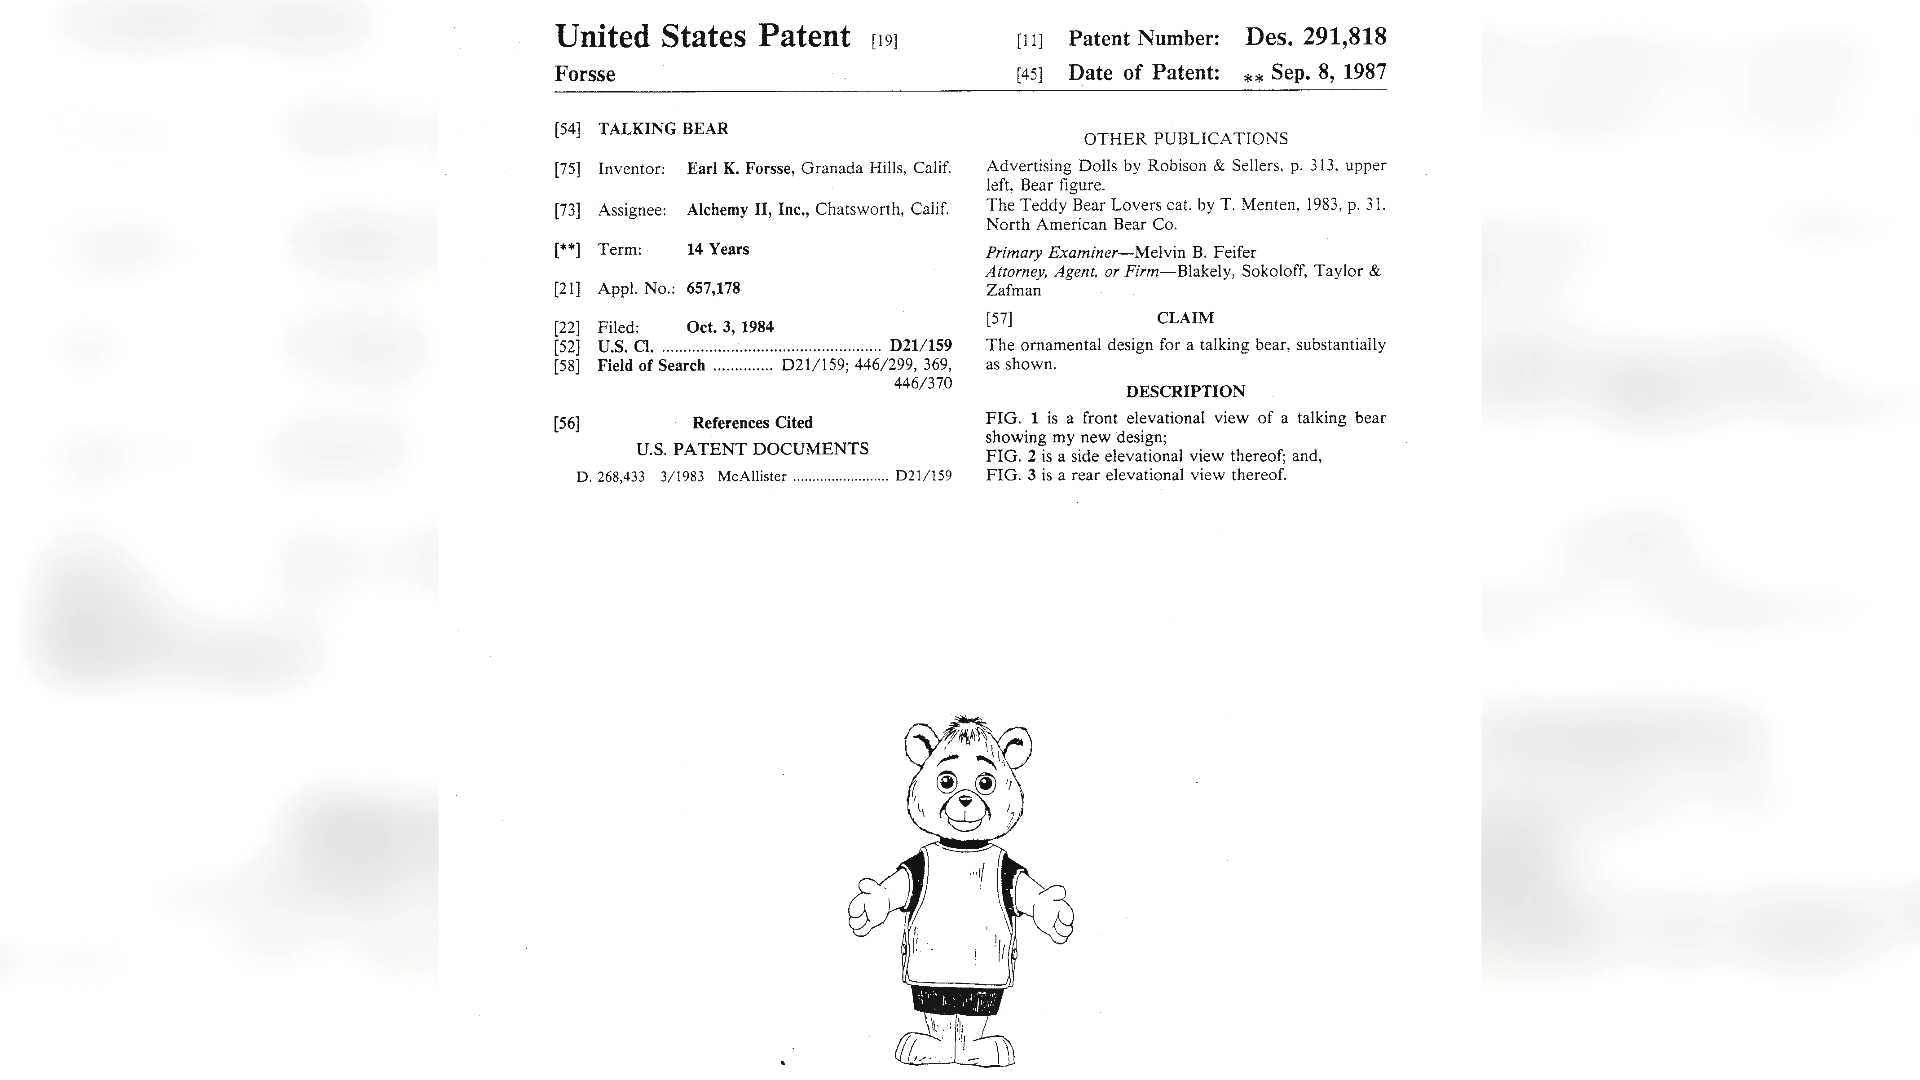 United States Patent [19]
Forsse
[11] Patent Number: Des. 291,818
[45] Date of Patent: ** Sep. 8, 1987
[54] TALKING BEAR
[75] Inventor: Earl K. Forsse, Granada Hills, Calif.
[73] Assignee: Alchemy II, Inc., Chatsworth, Calif.
[**] Term: 14 Years
[21] Appl. No.: 657,178
[22] Filed: Oct. 3, 1984
[52] U.S. Cl. ................................................ D21/159
[58] Field of Search ............. D21/159; 446/299, 369,
446/370
[56] References Cited
U.S. PATENT DOCUMENTS
D. 268,433 3/1983 McAllister ......................... D21/159
OTHER PUBLICATIONS
Advertising Dolls by Robison & Sellers, p. 313, upper
left, Bear figure.
The Teddy Bear Lovers cat. by T. Menten, 1983, p. 31.
North American Bear Co.
Primary Examiner—Melvin B. Feifer
Attorney, Agent, or Firm—Blakely, Sokoloff, Taylor &
Zafman
[57] CLAIM
The ornamental design for a talking bear, substantially
as shown.
DESCRIPTION
FIG. 1 is a front elevational view of a talking bear
showing my new design;
FIG. 2 is a side elevational view thereof; and,
FIG. 3 is a rear elevational view thereof.